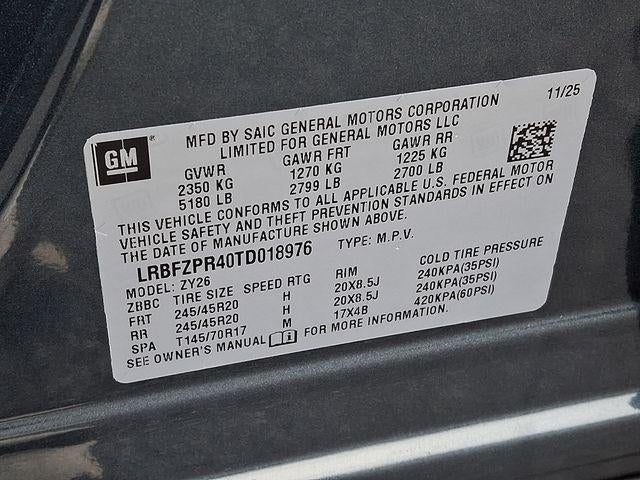 GM
11/25
MFD BY SAIC GENERAL MOTORS CORPORATION
LIMITED FOR GENERAL MOTORS LLC
GVWR GAWR FRT GAWR RR
2350 KG 1270 KG 1225 KG
5180 LB 2799 LB 2700 LB
THIS VEHICLE CONFORMS TO ALL APPLICABLE U.S. FEDERAL MOTOR
VEHICLE SAFETY AND THEFT PREVENTION STANDARDS IN EFFECT ON
THE DATE OF MANUFACTURE SHOWN ABOVE.
LRBFZPR40TD018976 TYPE: M.P.V.
MODEL: ZY26
ZBBC TIRE SIZE SPEED RTG RIM COLD TIRE PRESSURE
FRT 245/45R20 H 20X8.5J 240KPA(35PSI)
RR 245/45R20 H 20X8.5J 240KPA(35PSI)
SPA T145/70R17 M 17X4B 420KPA(60PSI)
SEE OWNER'S MANUAL FOR MORE INFORMATION.